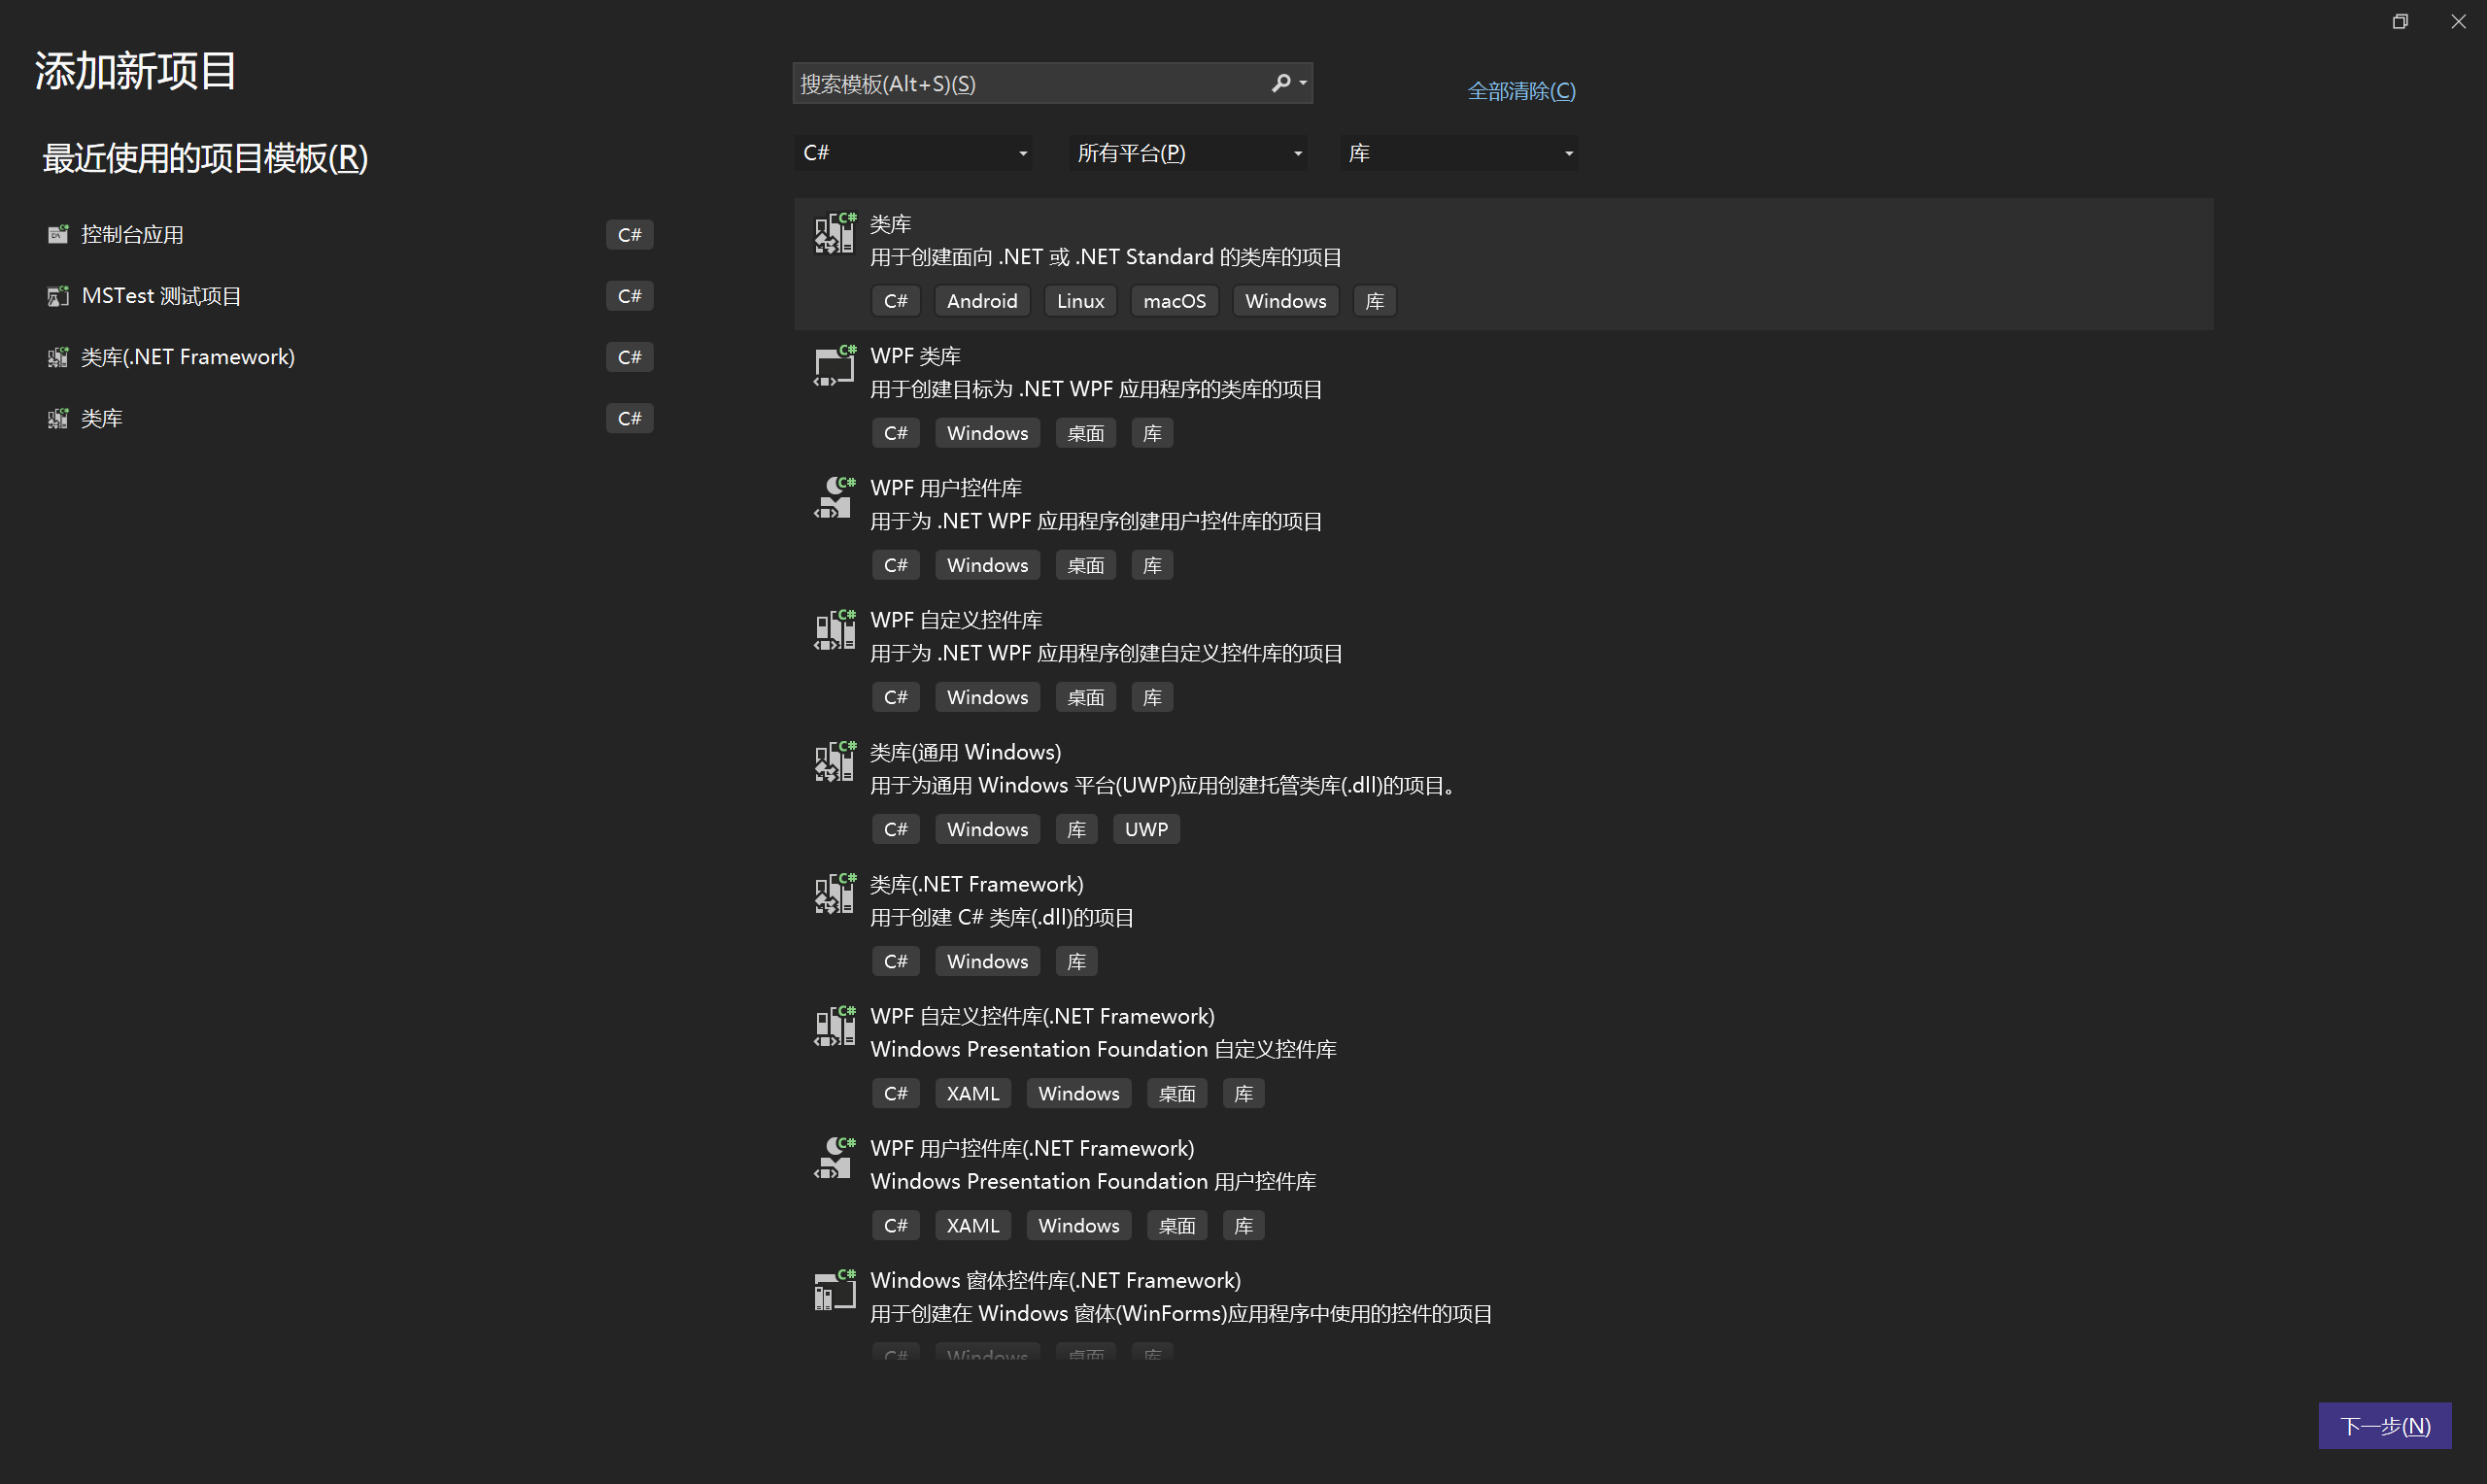 添加新项目
最近使用的项目模板(R)
控制台应用 C#
MSTest 测试项目 C#
类库(.NET Framework) C#
类库 C#
搜索模板(Alt+S)(S)
全部清除(C)
C# 所有平台(P) 库
类库
用于创建面向 .NET 或 .NET Standard 的类库的项目
C# Android Linux macOS Windows 库
WPF 类库
用于创建目标为 .NET WPF 应用程序的类库的项目
C# Windows 桌面 库
WPF 用户控件库
用于为 .NET WPF 应用程序创建用户控件库的项目
C# Windows 桌面 库
WPF 自定义控件库
用于为 .NET WPF 应用程序创建自定义控件库的项目
C# Windows 桌面 库
类库(通用 Windows)
用于为通用 Windows 平台(UWP)应用创建托管类库(.dll)的项目。
C# Windows 库 UWP
类库(.NET Framework)
用于创建 C# 类库(.dll)的项目
C# Windows 库
WPF 自定义控件库(.NET Framework)
Windows Presentation Foundation 自定义控件库
C# XAML Windows 桌面 库
WPF 用户控件库(.NET Framework)
Windows Presentation Foundation 用户控件库
C# XAML Windows 桌面 库
Windows 窗体控件库(.NET Framework)
用于创建在 Windows 窗体(WinForms)应用程序中使用的控件的项目
C# Windows 桌面 库
下一步(N)